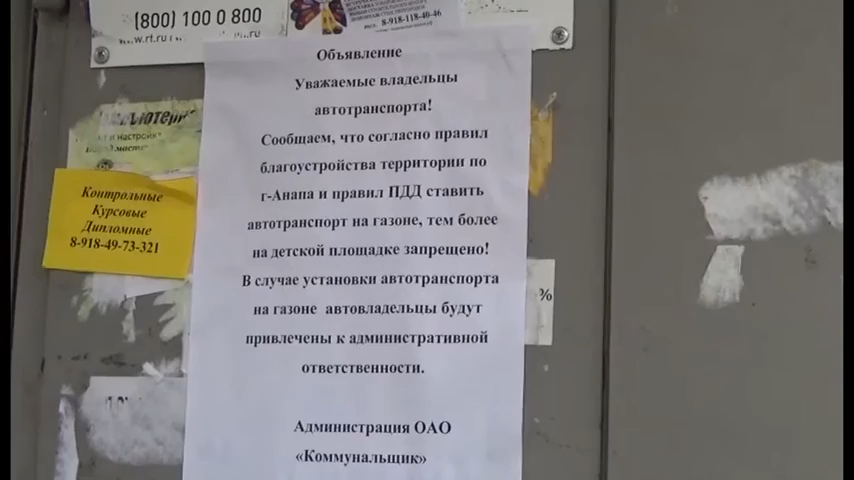 (800) 100 0 800
8-918-118-40-46
Объявление
Уважаемые владельцы
автотранспорта!
Сообщаем, что согласно правил
благоустройства территории по
г-Анапа и правил ПДД ставить
автотранспорт на газоне, тем более
на детской площадке запрещено!
В случае установки автотранспорта
на газоне автовладельцы будут
привлечены к административной
ответственности.
Администрация ОАО
«Коммунальщик»
Контрольные
Курсовые
Дипломные
8-918-49-73-321
%